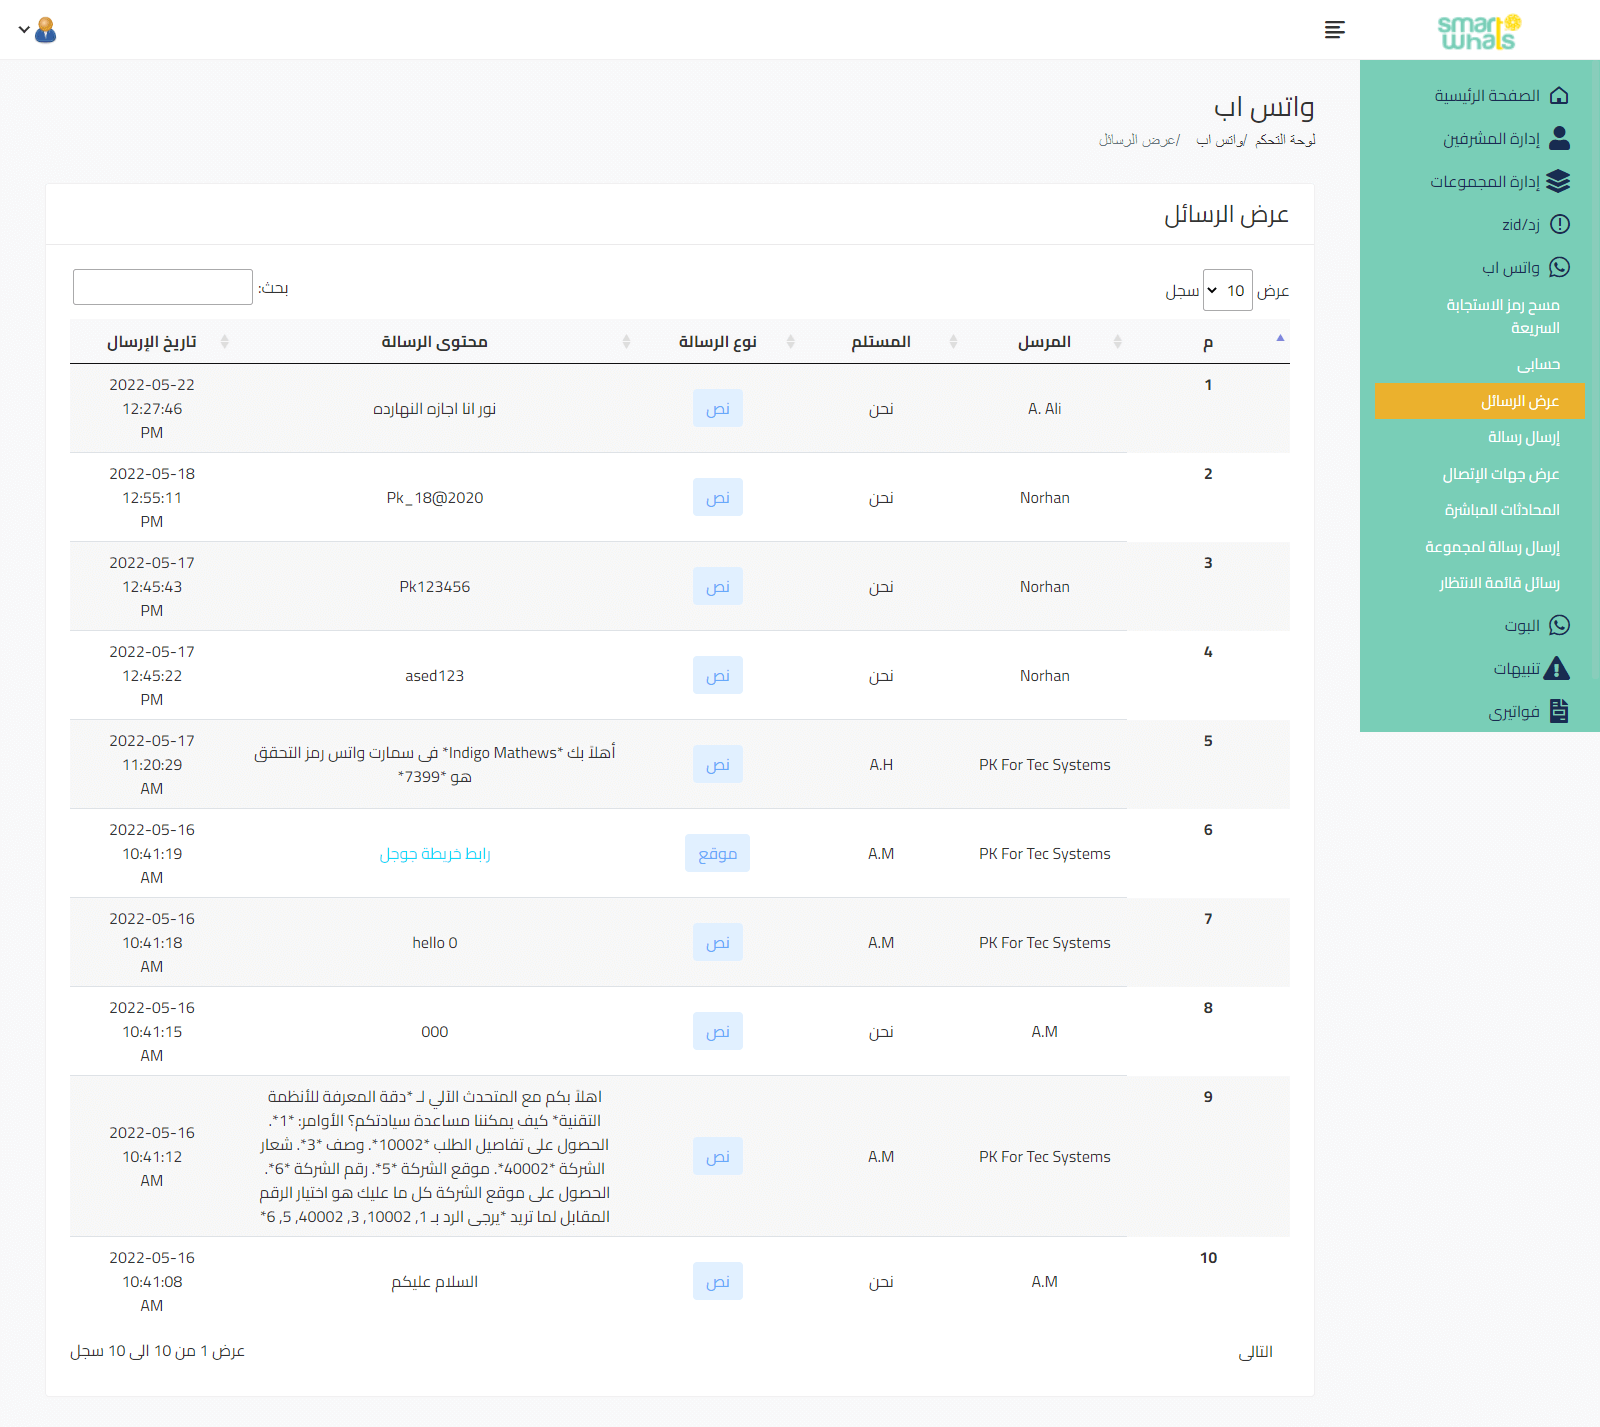 smart
whats
الصفحة الرئيسية
إدارة المشرفين
إدارة المجموعات
زد/zid
واتس اب
مسح رمز الاستجابة
السريعة
حسابى
عرض الرسائل
إرسال رسالة
عرض جهات الإتصال
المحادثات المباشرة
إرسال رسالة لمجموعة
رسائل قائمة الانتظار
البوت
تنبيهات
فواتيرى
واتس اب
لوحة التحكم /واتس اب /عرض الرسائل
عرض الرسائل
عرض 10 سجل
بحث:
م المرسل المستلم نوع الرسالة محتوى الرسالة تاريخ الإرسال
1 A. Ali نحن نص نور انا اجازه النهارده 2022-05-22 12:27:46 PM
2 Norhan نحن نص Pk_18@2020 2022-05-18 12:55:11 PM
3 Norhan نحن نص Pk123456 2022-05-17 12:45:43 PM
4 Norhan نحن نص ased123 2022-05-17 12:45:22 PM
5 PK For Tec Systems A.H نص أهلاً بك *Indigo Mathews* فى سمارت واتس رمز التحقق
هو *7399* 2022-05-17 11:20:29 AM
6 PK For Tec Systems A.M موقع رابط خريطة جوجل 2022-05-16 10:41:19 AM
7 PK For Tec Systems A.M نص hello 0 2022-05-16 10:41:18 AM
8 A.M نحن نص 000 2022-05-16 10:41:15 AM
9 PK For Tec Systems A.M نص اهلاً بكم مع المتحدث الآلي لـ *دقة المعرفة للأنظمة
التقنية* كيف يمكننا مساعدة سيادتكم؟ الأوامر: *1*.
الحصول على تفاصيل الطلب *10002*. وصف *3*. شعار
الشركة *40002*. موقع الشركة *5*. رقم الشركة *6*.
الحصول على موقع الشركة كل ما عليك هو اختيار الرقم
المقابل لما تريد *يرجى الرد بـ 1, 10002, 3, 40002, 5, 6* 2022-05-16 10:41:12 AM
10 A.M نحن نص السلام عليكم 2022-05-16 10:41:08 AM
التالى
عرض 1 من 10 الى 10 سجل